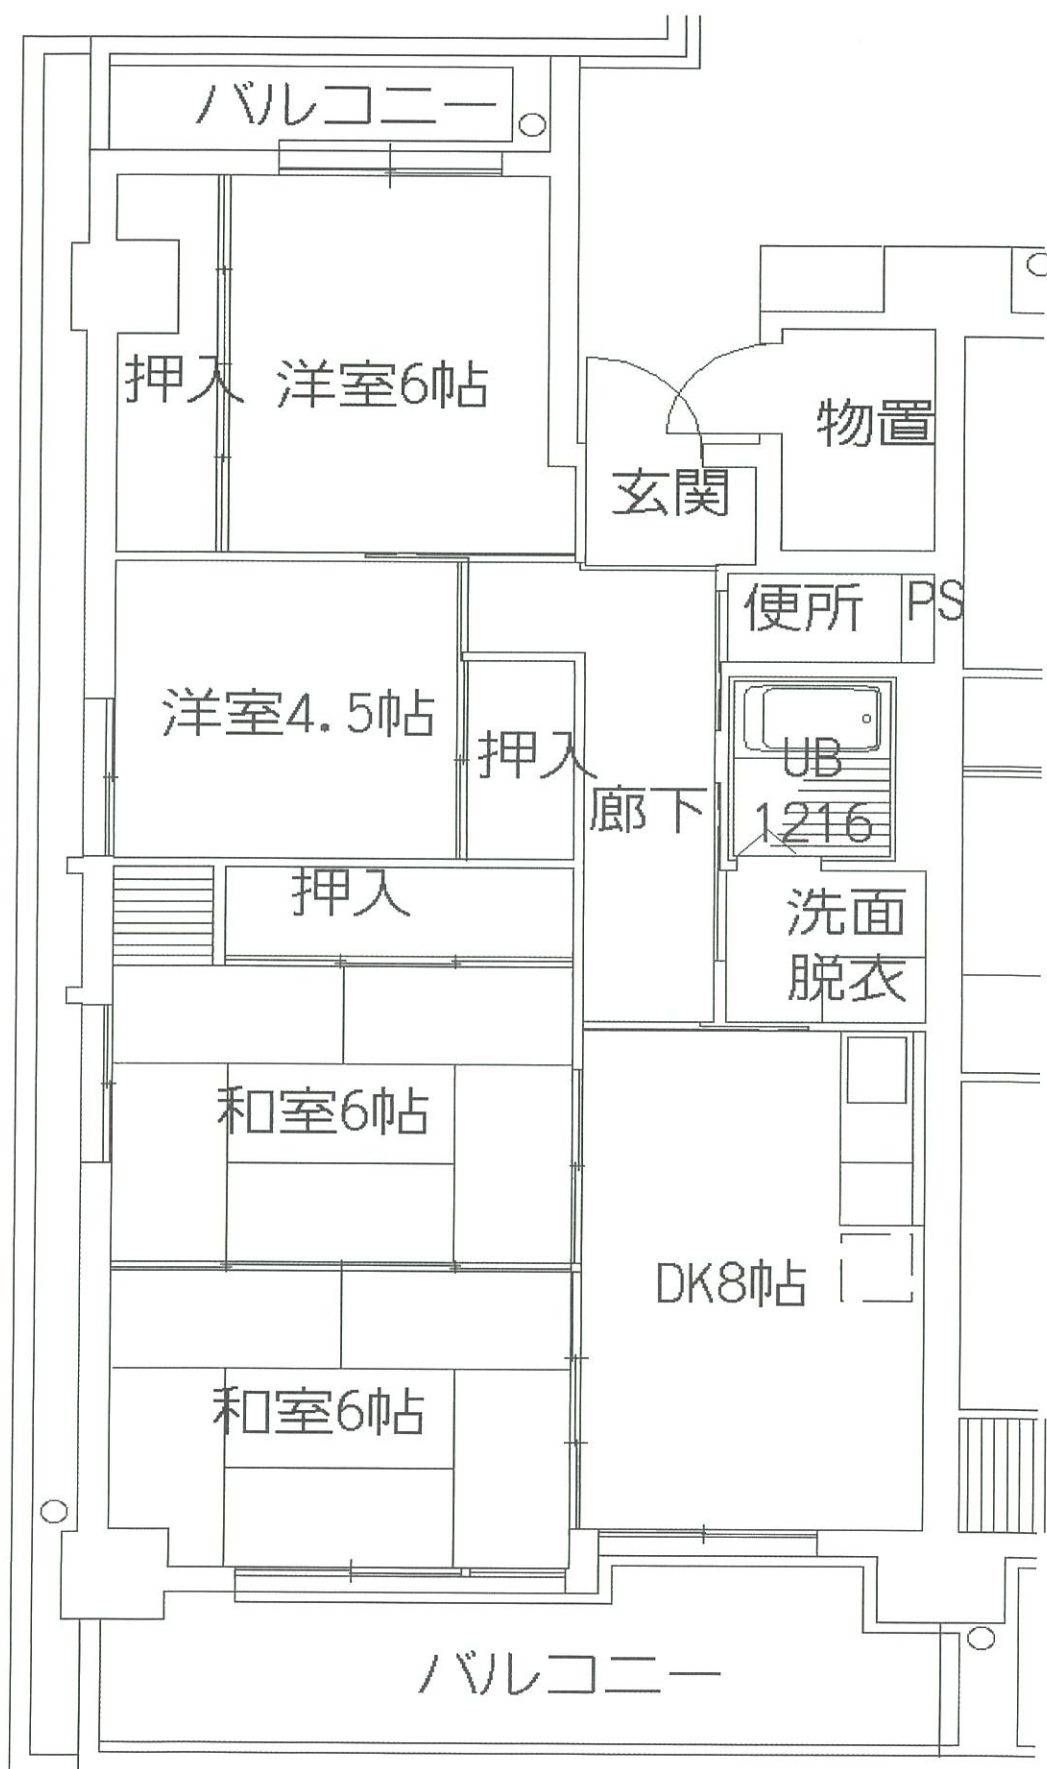 バルコニー
押入
洋室6帖
物置
玄関
便所
PS
洋室4.5帖
押入
UB
1216
廊下
押入
洗面
脱衣
和室6帖
DK8帖
和室6帖
バルコニー